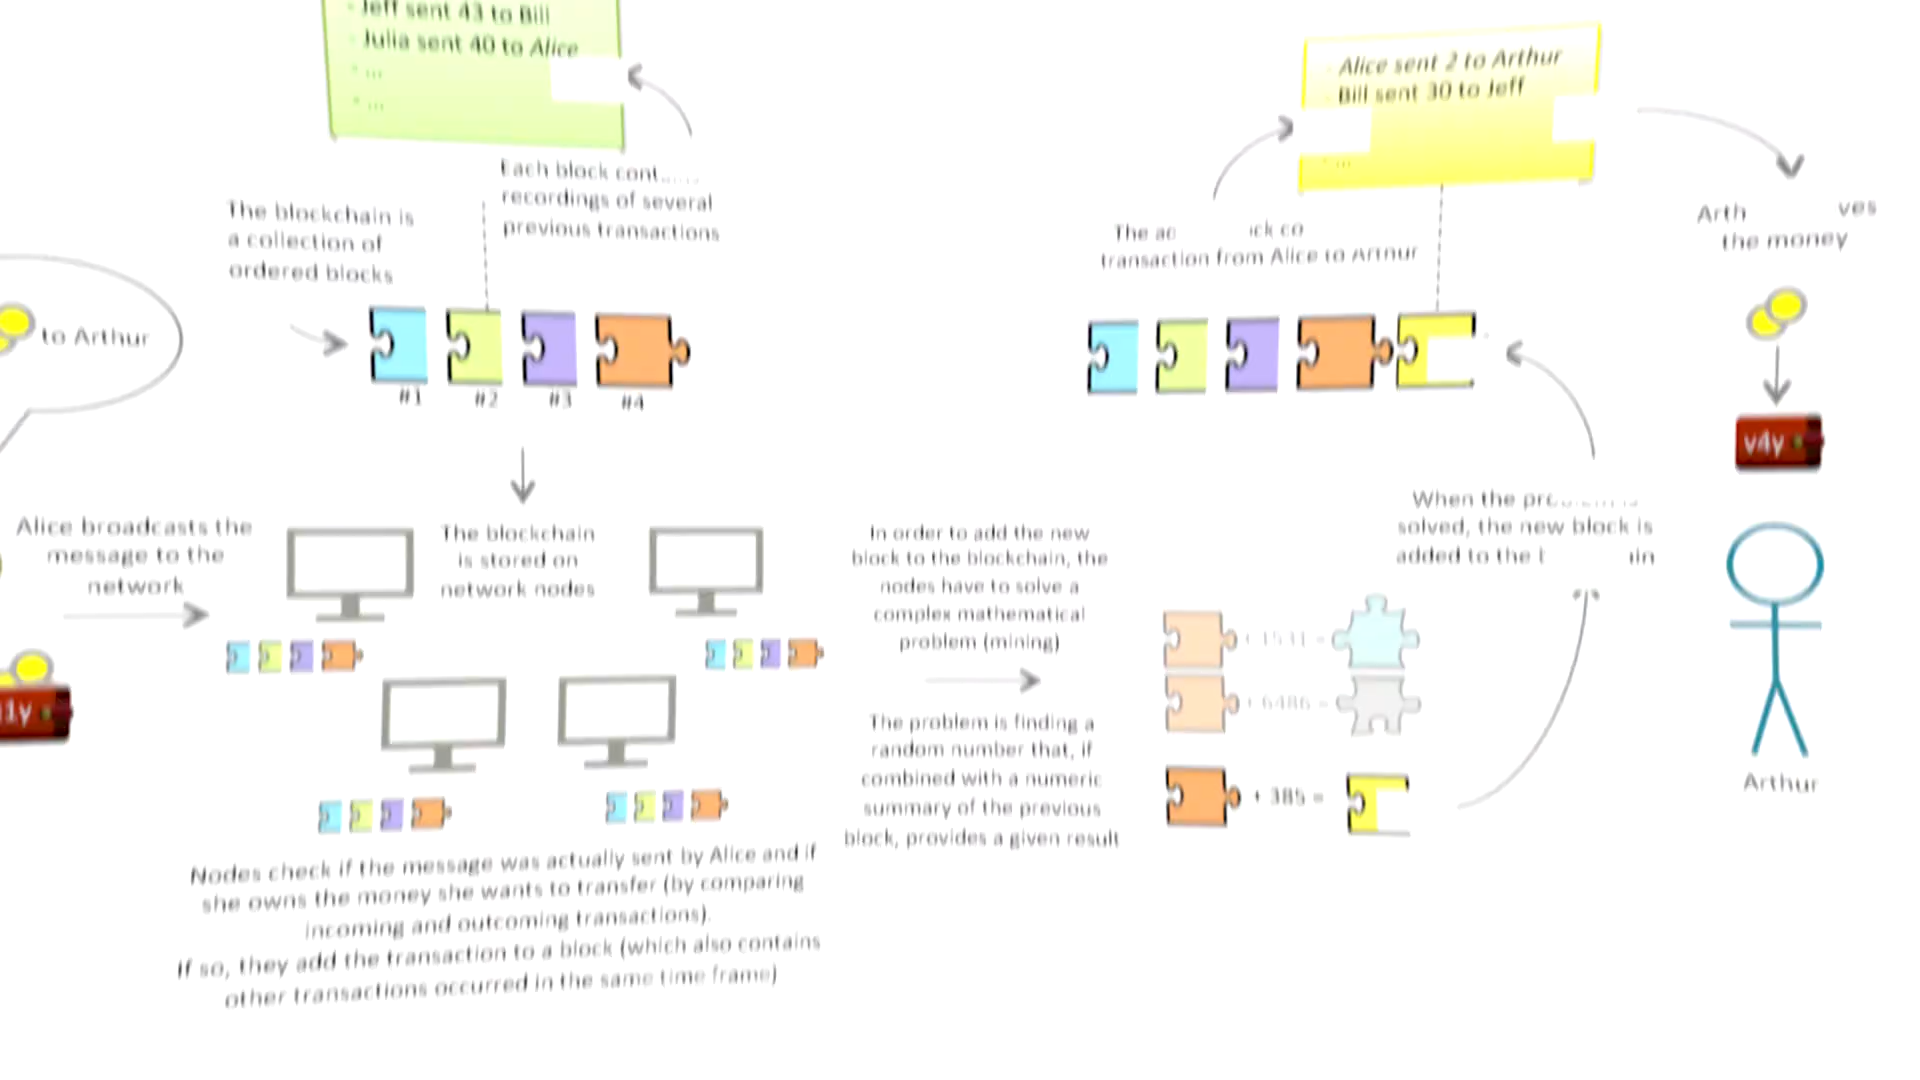 Jeff sent 43 to Bill
- Julia sent 40 to Alice
- ...
- ...
Each block
recordings of several
previous transactions
The blockchain is
a collection of
ordered blocks
to Arthur
#1
#2
#3
#4
Alice broadcasts the
message to the
network
The blockchain
is stored on
network nodes
1y
Nodes check if the message was actually sent by Alice and if
she owns the money she wants to transfer (by comparing
incoming and outcoming transactions).
If so, they add the transaction to a block (which also contains
other transactions occurred in the same time frame)
In order to add the new
block to the blockchain, the
nodes have to solve a
complex mathematical
problem (mining)
The problem is finding a
random number that, if
combined with a numeric
summary of the previous
block, provides a given result
- Alice sent 2 to Arthur
- Bill sent 30 to Jeff
- ...
The
transaction from Alice to Arthur
+ 1531 =
+ 6486 =
+ 385 =
When the
solved, the new block is
added to the
the money
v4y
Arthur